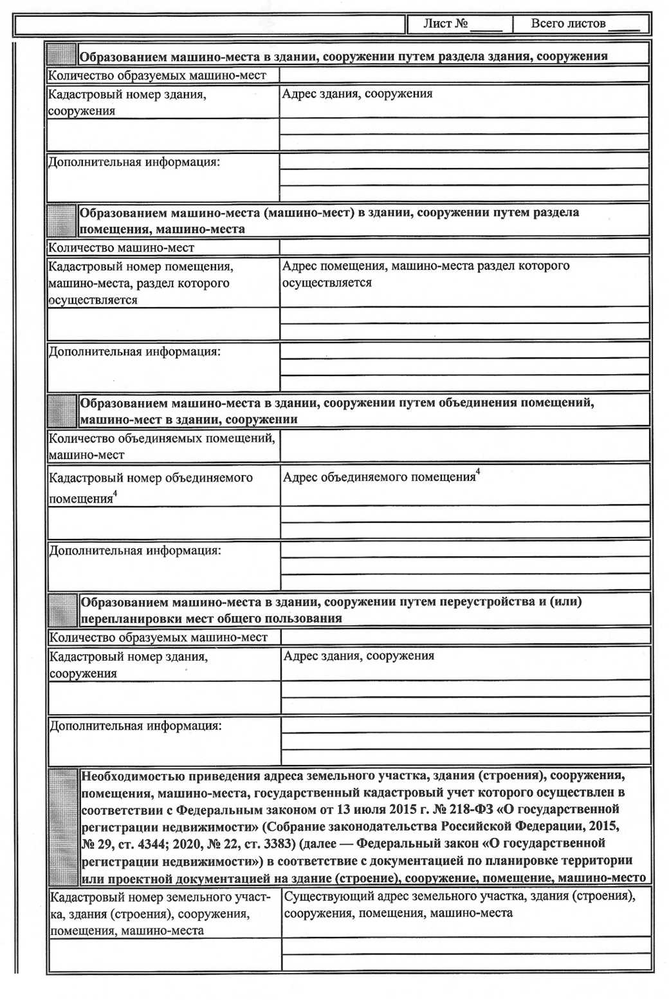 Лист № _____ Всего листов _____
Образованием машино-места в здании, сооружении путем раздела здания, сооружения
Количество образуемых машино-мест
Кадастровый номер здания,
сооружения
Адрес здания, сооружения
Дополнительная информация:
Образованием машино-места (машино-мест) в здании, сооружении путем раздела
помещения, машино-места
Количество машино-мест
Кадастровый номер помещения,
машино-места, раздел которого
осуществляется
Адрес помещения, машино-места раздел которого
осуществляется
Дополнительная информация:
Образованием машино-места в здании, сооружении путем объединения помещений,
машино-мест в здании, сооружении
Количество объединяемых помещений,
машино-мест
Кадастровый номер объединяемого
помещения⁴
Адрес объединяемого помещения⁴
Дополнительная информация:
Образованием машино-места в здании, сооружении путем переустройства и (или)
перепланировки мест общего пользования
Количество образуемых машино-мест
Кадастровый номер здания,
сооружения
Адрес здания, сооружения
Дополнительная информация:
Необходимостью приведения адреса земельного участка, здания (строения), сооружения,
помещения, машино-места, государственный кадастровый учет которого осуществлен в
соответствии с Федеральным законом от 13 июля 2015 г. № 218-ФЗ «О государственной
регистрации недвижимости» (Собрание законодательства Российской Федерации, 2015,
№ 29, ст. 4344; 2020, № 22, ст. 3383) (далее — Федеральный закон «О государственной
регистрации недвижимости») в соответствие с документацией по планировке территории
или проектной документацией на здание (строение), сооружение, помещение, машино-место
Кадастровый номер земельного участ-
ка, здания (строения), сооружения,
помещения, машино-места
Существующий адрес земельного участка, здания (строения),
сооружения, помещения, машино-места